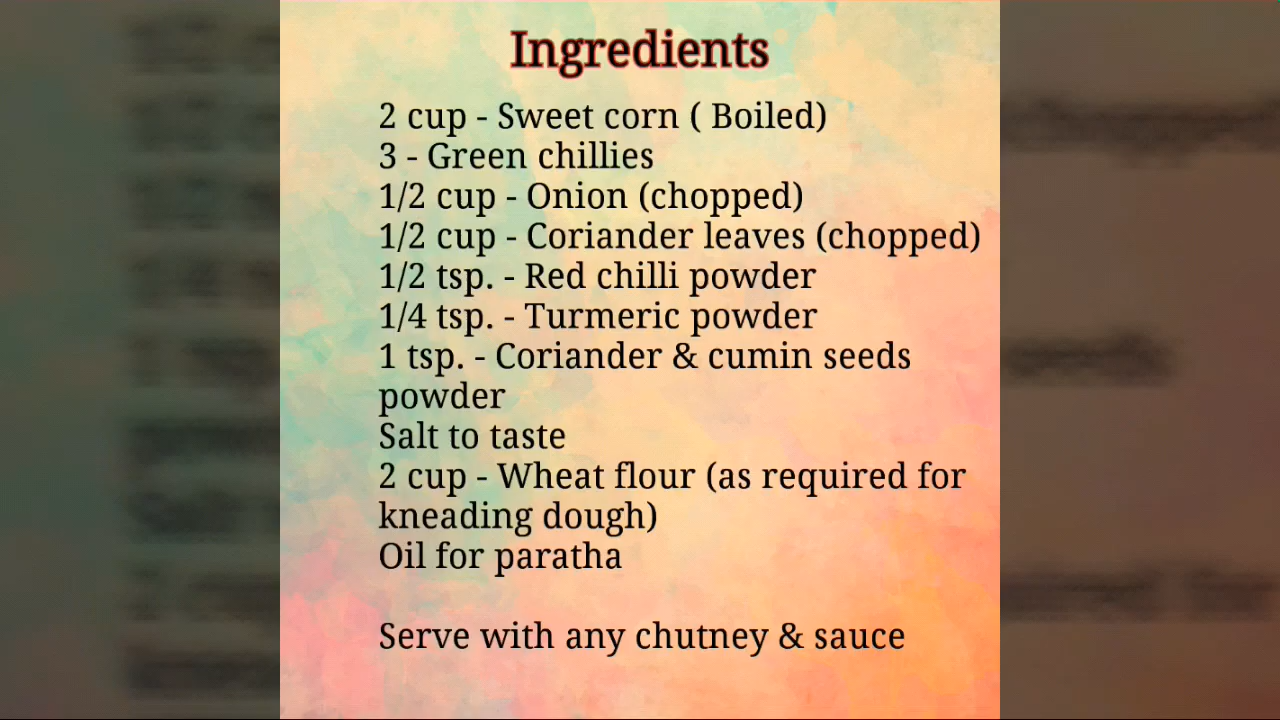 Ingredients
2 cup - Sweet corn ( Boiled)
3 - Green chillies
1/2 cup - Onion (chopped)
1/2 cup - Coriander leaves (chopped)
1/2 tsp. - Red chilli powder
1/4 tsp. - Turmeric powder
1 tsp. - Coriander & cumin seeds
powder
Salt to taste
2 cup - Wheat flour (as required for
kneading dough)
Oil for paratha
Serve with any chutney & sauce